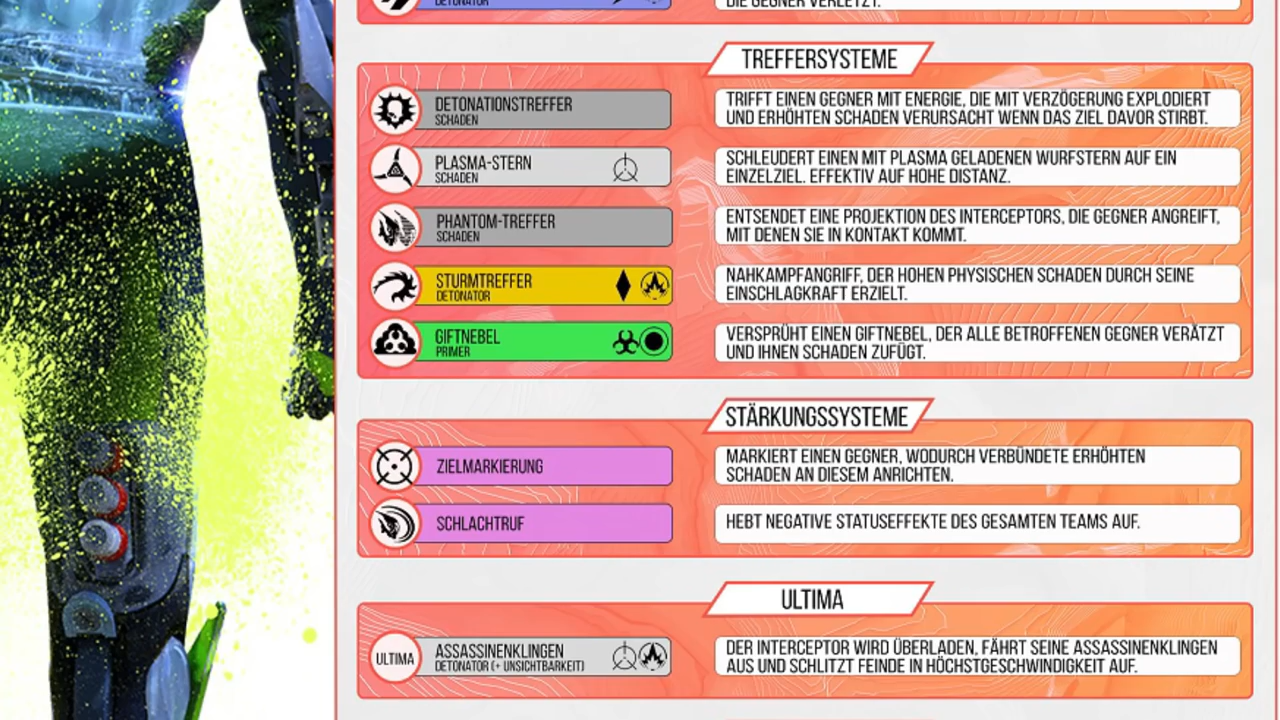 DETONATOR
DIE GEGNER VERLETZT.
TREFFERSYSTEME
DETONATIONSTREFFER
SCHADEN
TRIFFT EINEN GEGNER MIT ENERGIE, DIE MIT VERZÖGERUNG EXPLODIERT
UND ERHÖHTEN SCHADEN VERURSACHT WENN DAS ZIEL DAVOR STIRBT.
PLASMA-STERN
SCHADEN
SCHLEUDERT EINEN MIT PLASMA GELADENEN WURFSTERN AUF EIN
EINZELZIEL. EFFEKTIV AUF HOHE DISTANZ.
PHANTOM-TREFFER
SCHADEN
ENTSENDET EINE PROJEKTION DES INTERCEPTORS, DIE GEGNER ANGREIFT,
MIT DENEN SIE IN KONTAKT KOMMT.
STURMTREFFER
DETONATOR
NAHKAMPFANGRIFF, DER HOHEN PHYSISCHEN SCHADEN DURCH SEINE
EINSCHLAGKRAFT ERZIELT.
GIFTNEBEL
PRIMER
VERSPRÜHT EINEN GIFTNEBEL, DER ALLE BETROFFENEN GEGNER VERÄTZT
UND IHNEN SCHADEN ZUFÜGT.
STÄRKUNGSSYSTEME
ZIELMARKIERUNG
MARKIERT EINEN GEGNER, WODURCH VERBÜNDETE ERHÖHTEN
SCHADEN AN DIESEM ANRICHTEN.
SCHLACHTRUF
HEBT NEGATIVE STATUSEFFEKTE DES GESAMTEN TEAMS AUF.
ULTIMA
ULTIMA
ASSASSINENKLINGEN
DETONATOR (+ UNSICHTBARKEIT)
DER INTERCEPTOR WIRD ÜBERLADEN, FÄHRT SEINE ASSASSINENKLINGEN
AUS UND SCHLITZT FEINDE IN HÖCHSTGESCHWINDIGKEIT AUF.